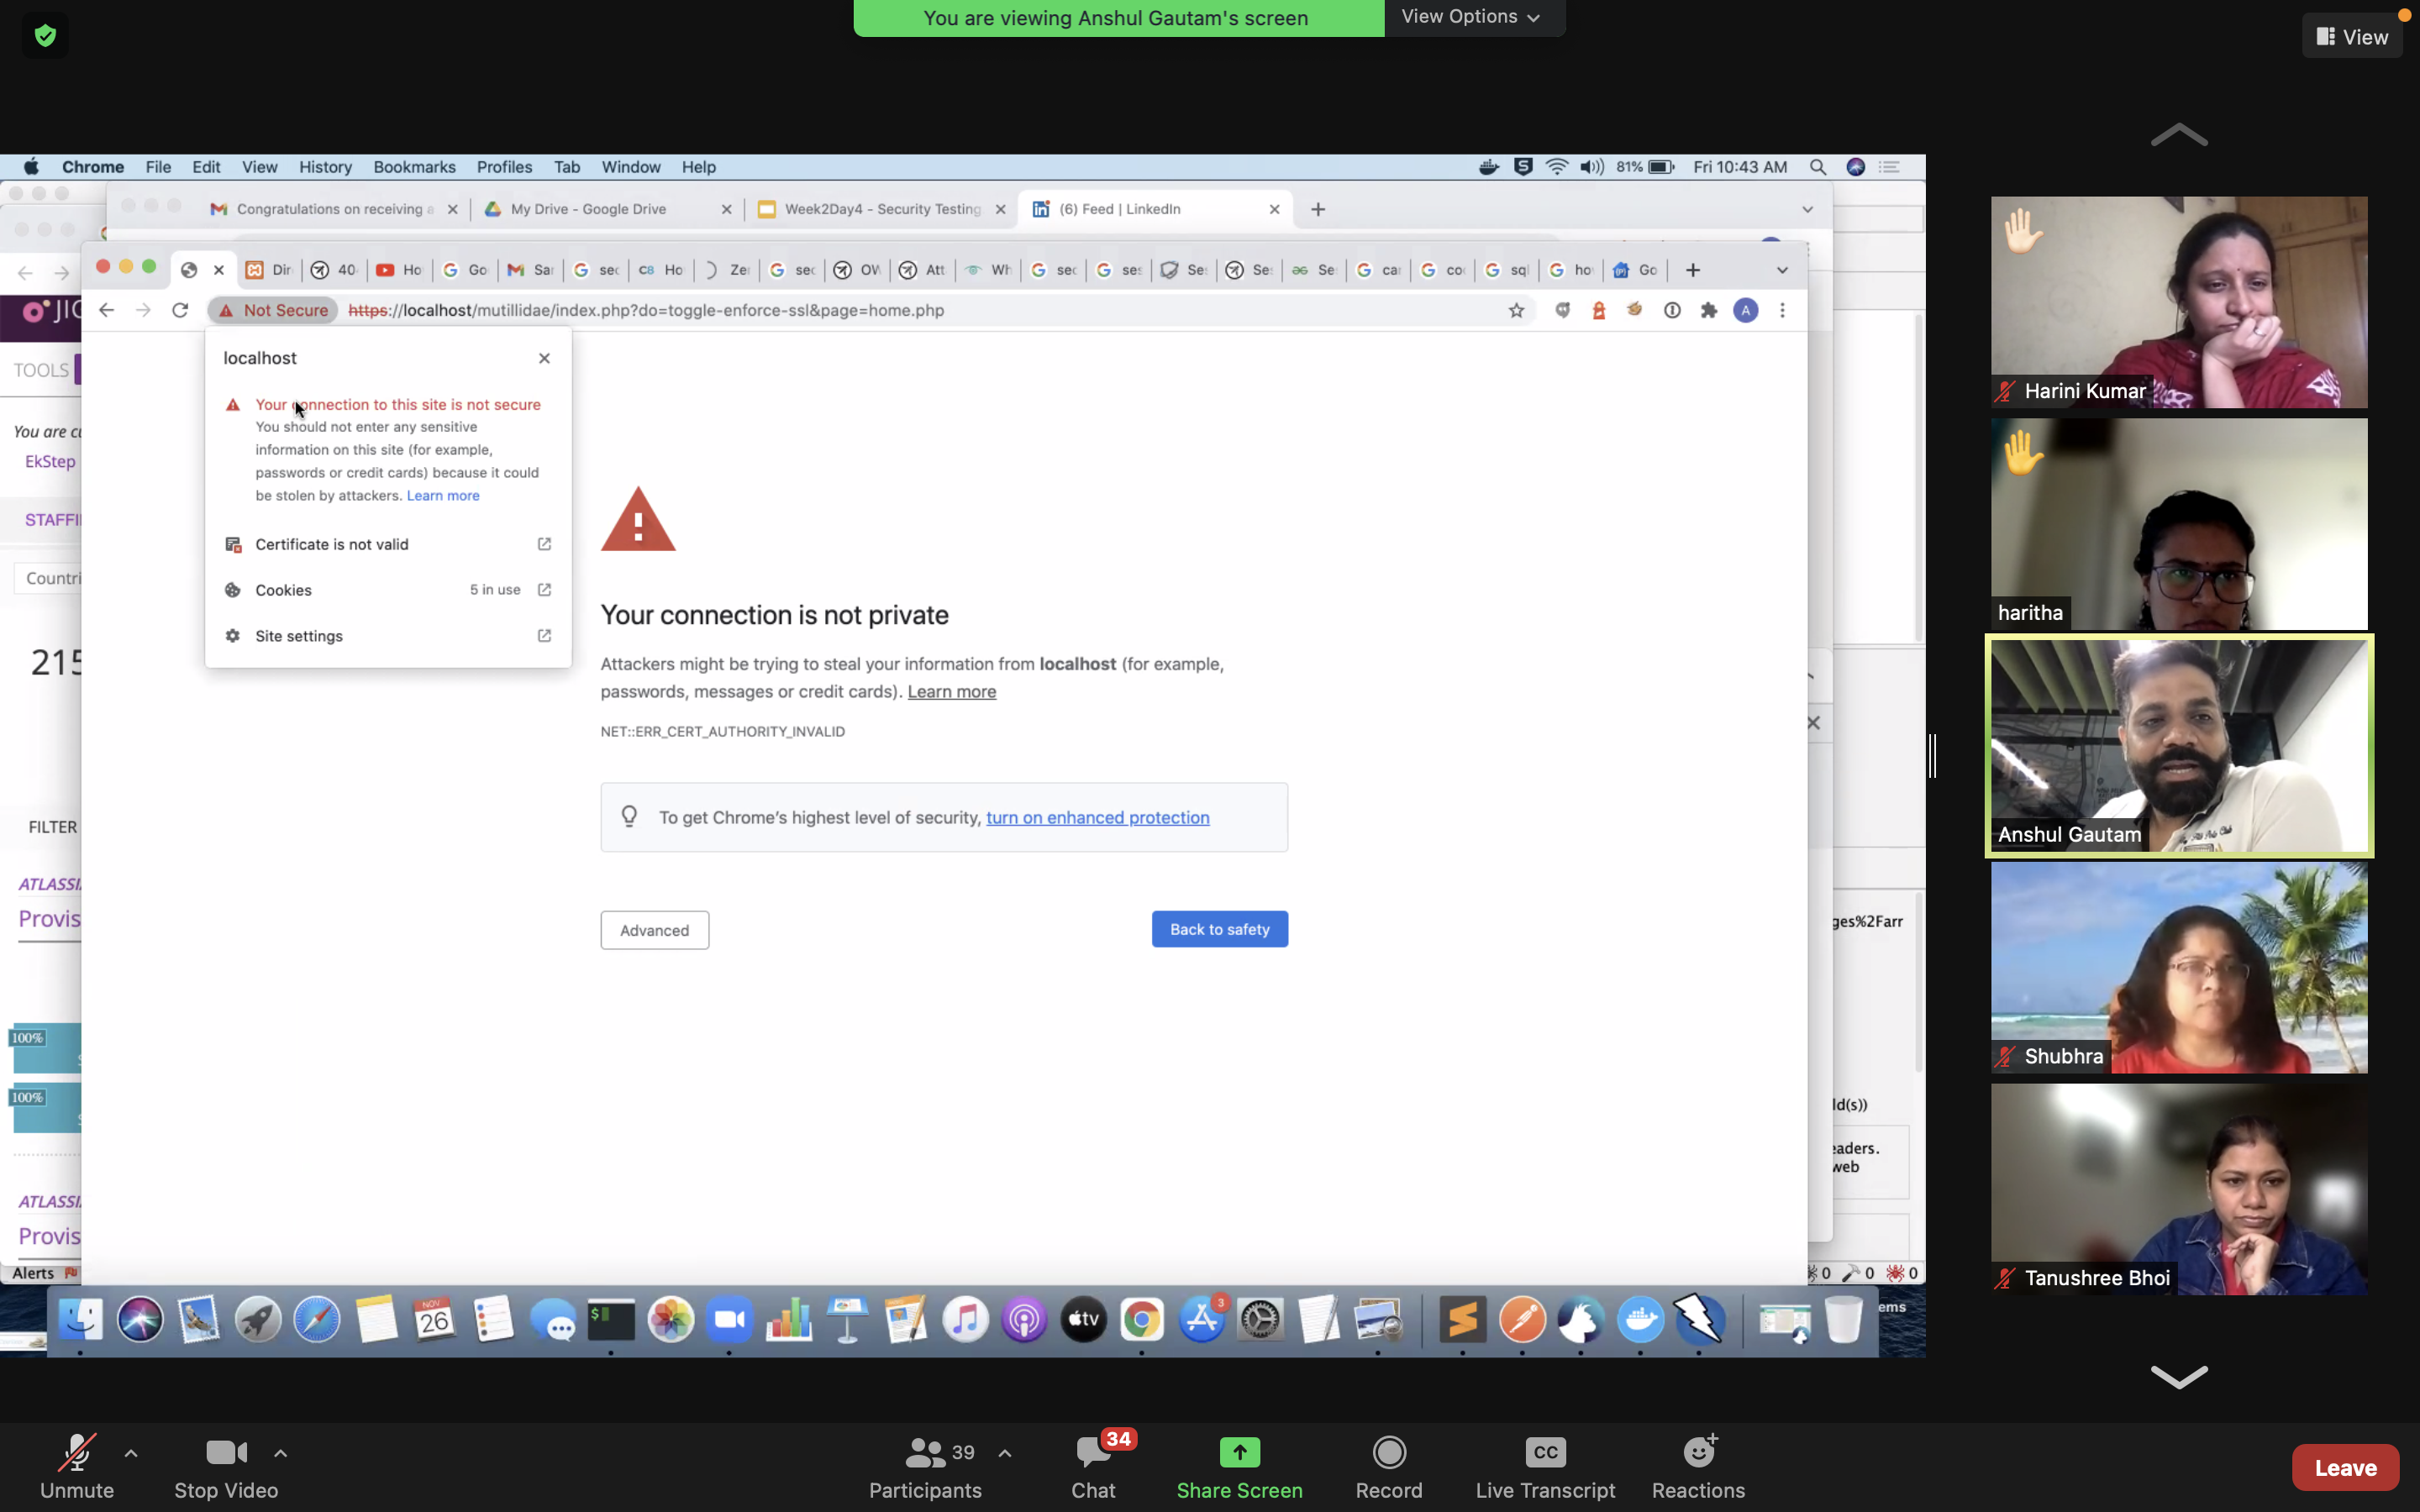 You are viewing Anshul Gautam's screen
View Options
View
Chrome File Edit View History Bookmarks Profiles Tab Window Help
81%
Fri 10:43 AM
Congratulations on receiving a
My Drive - Google Drive
Week2Day4 - Security Testing
(6) Feed | LinkedIn
Dir
40
Ho
Go
Sar
sec
C8
Ho
Ze
sec
OV
Att
Wh
sec
ses
Se
Se
Se
ca
co
sql
ho
Go
Not Secure
https://localhost/mutillidae/index.php?do=toggle-enforce-ssl&page=home.php
A
JIG
TOOLS
You are cu
EkStep
STAFFI
Countri
215
FILTER
ATLASSI
Provis
100%
100%
ATLASSI
Provis
Alerts
localhost
Your connection to this site is not secure
You should not enter any sensitive
information on this site (for example,
passwords or credit cards) because it could
be stolen by attackers. Learn more
Certificate is not valid
Cookies
5 in use
Site settings
Your connection is not private
Attackers might be trying to steal your information from localhost (for example,
passwords, messages or credit cards). Learn more
NET::ERR_CERT_AUTHORITY_INVALID
To get Chrome's highest level of security, turn on enhanced protection
Advanced
Back to safety
ges%2Farr
ld(s))
eaders.
web
0
0
0
ems
NOV
26
tv
3
Harini Kumar
haritha
Anshul Gautam
Shubhra
Tanushree Bhoi
Unmute
Stop Video
39
Participants
34
Chat
Share Screen
Record
CC
Live Transcript
Reactions
Leave